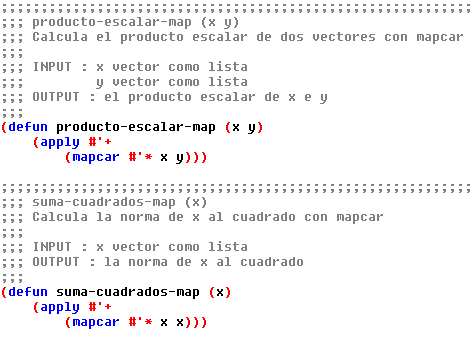 ;;;;;;;;;;;;;;;;;;;;;;;;;;;;;;;;;;;;;;;;;;;;;;;;;;;;;;;;;;;
;;; producto-escalar-map (x y)
;;; Calcula el producto escalar de dos vectores con mapcar
;;;
;;; INPUT : x vector como lista
;;;         y vector como lista
;;; OUTPUT : el producto escalar de x e y
;;;
(defun producto-escalar-map (x y)
    (apply #'+
        (mapcar #'* x y)))
;;;;;;;;;;;;;;;;;;;;;;;;;;;;;;;;;;;;;;;;;;;;;;;;;;;;;;;;;;;
;;; suma-cuadrados-map (x)
;;; Calcula la norma de x al cuadrado con mapcar
;;;
;;; INPUT : x vector como lista
;;; OUTPUT : la norma de x al cuadrado
;;;
(defun suma-cuadrados-map (x)
    (apply #'+
        (mapcar #'* x x)))